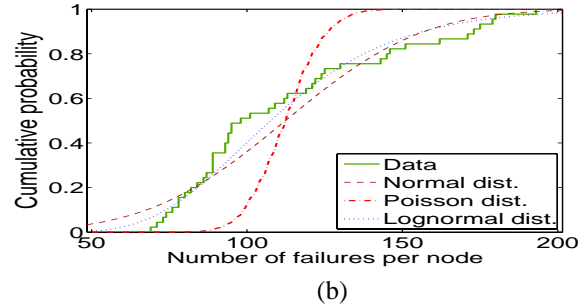 1
0.8
0.6
0.4
0.2
0
50
100
150
200
Cumulative probability
Number of failures per node
Data
Normal dist.
Poisson dist.
Lognormal dist.
(b)